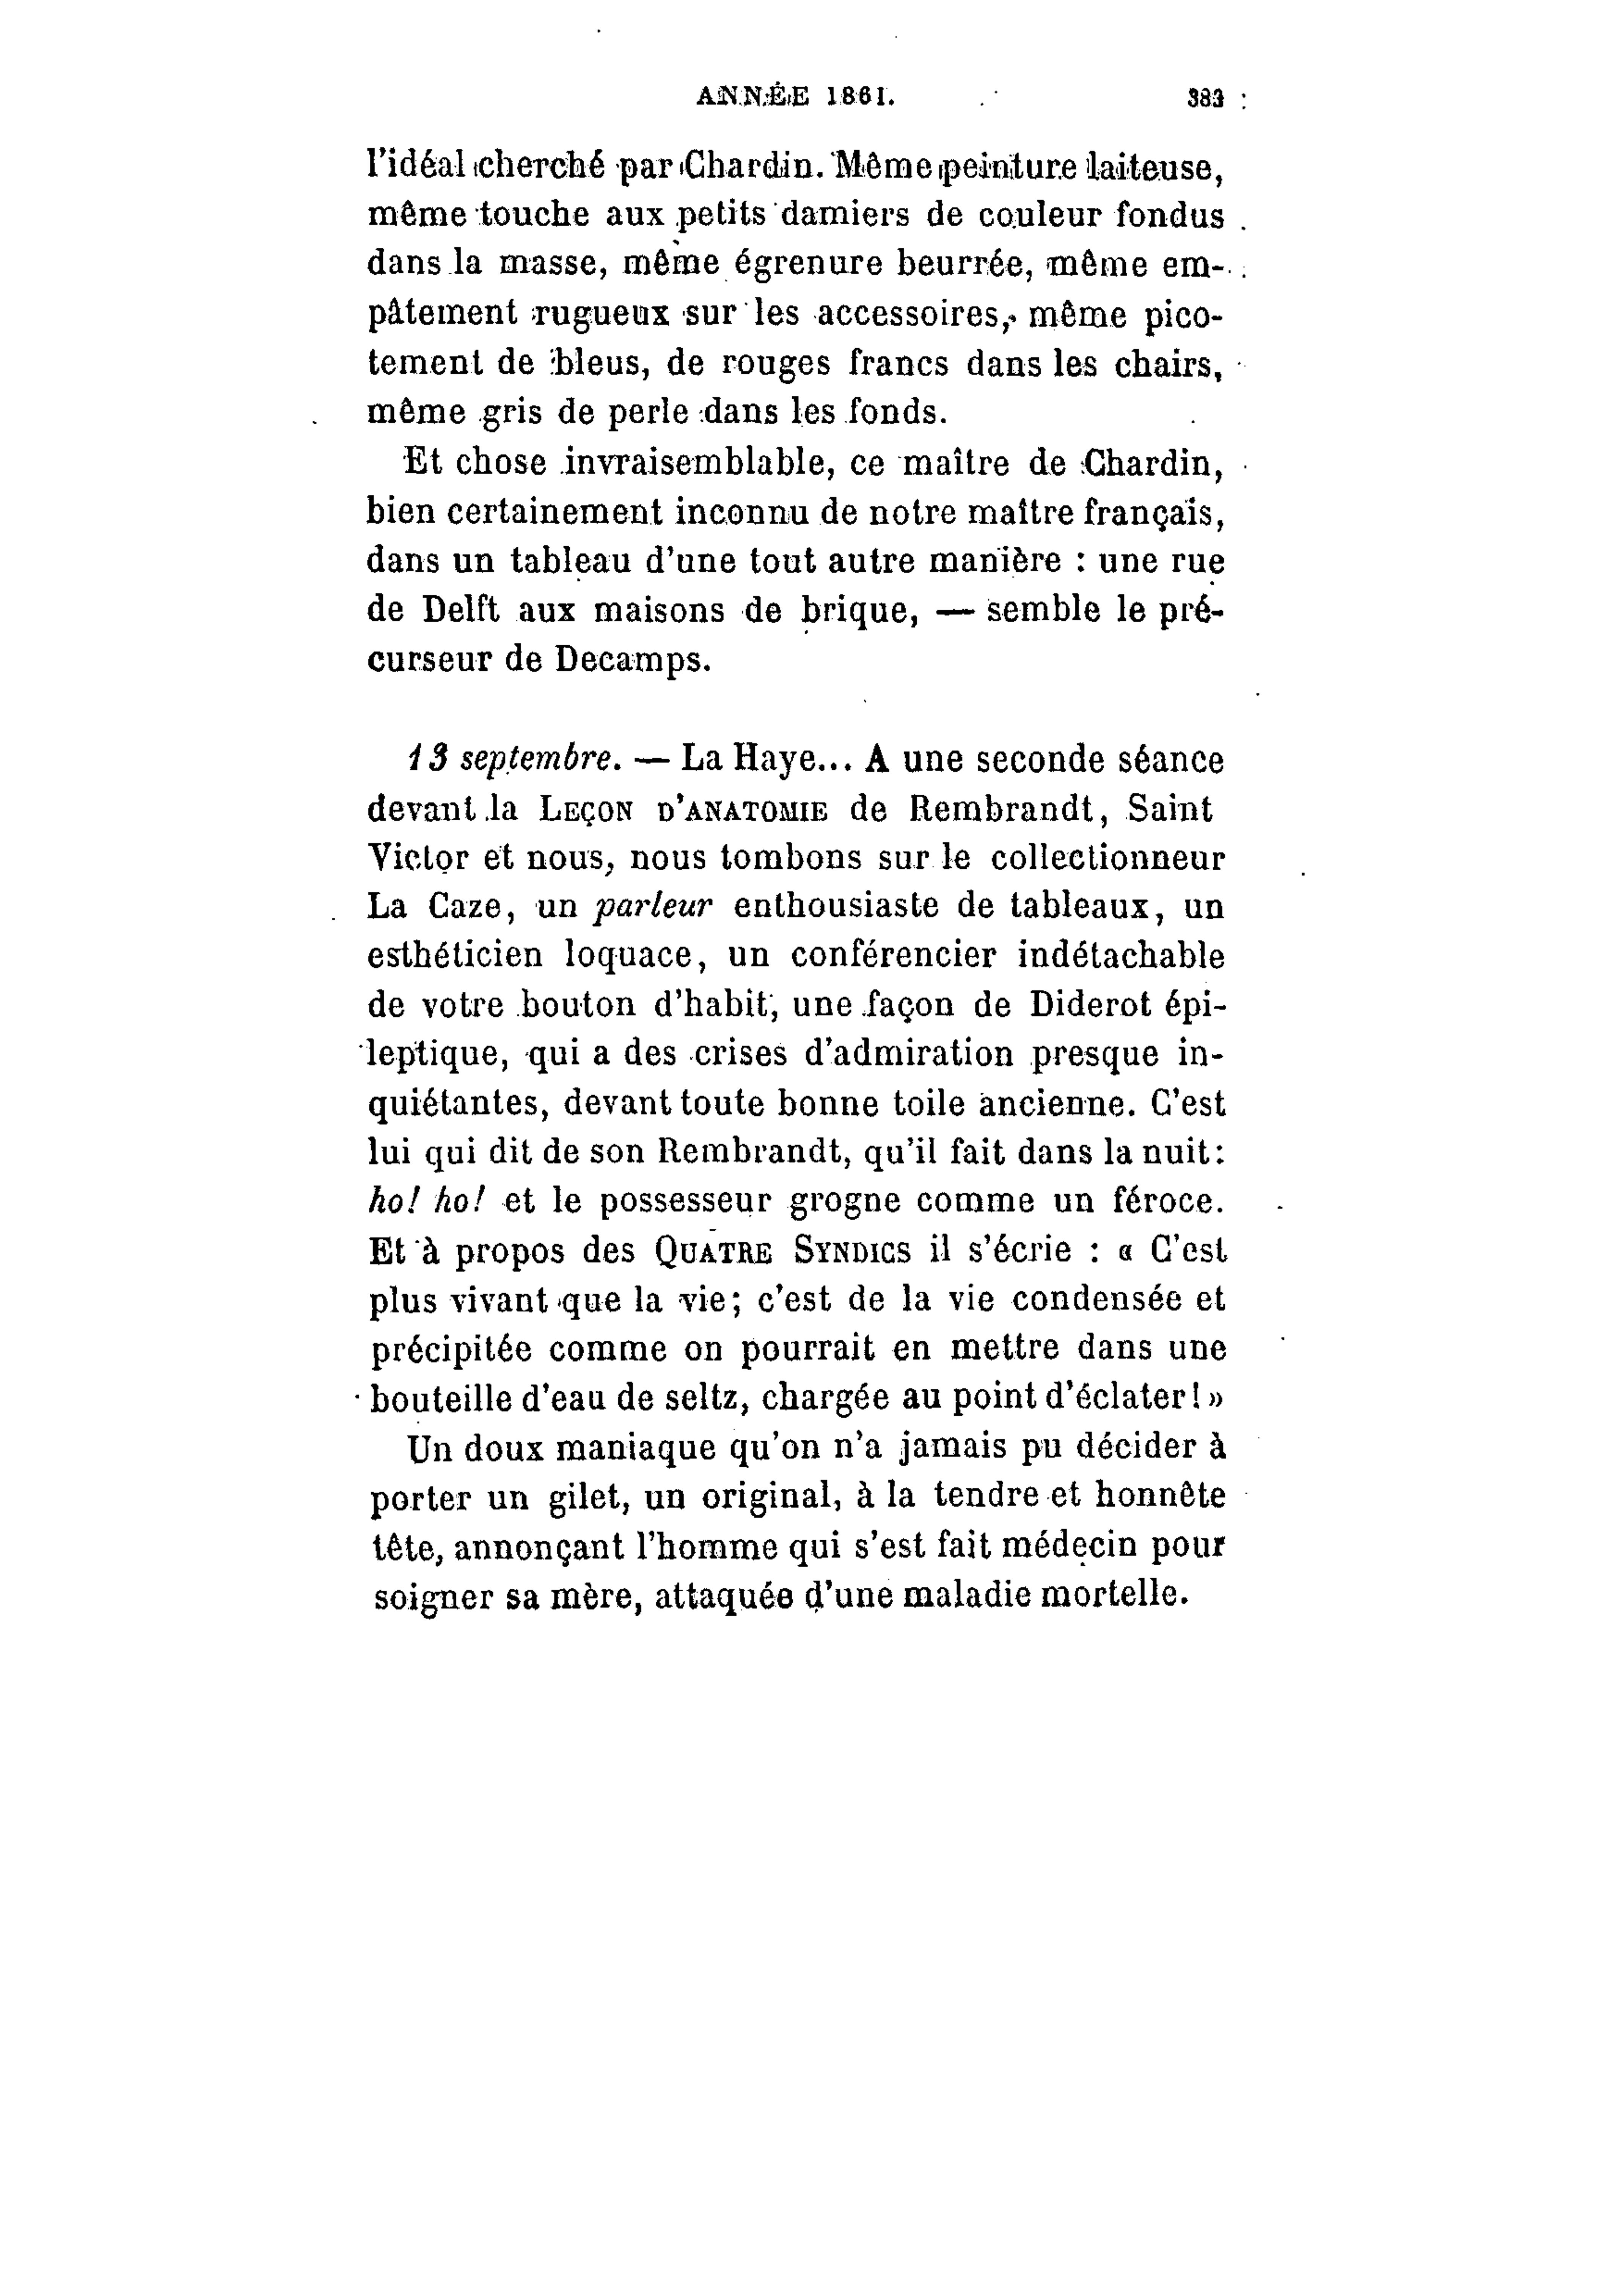 ANNÉE 1861. 383
l'idéal cherché par Chardin. Même peinture laiteuse,
même touche aux petits damiers de couleur fondus
dans la masse, même égrenure beurrée, même em-
pâtement rugueux sur les accessoires, même pico-
tement de bleus, de rouges francs dans les chairs,
même gris de perle dans les fonds.
Et chose invraisemblable, ce maître de Chardin,
bien certainement inconnu de notre maître français,
dans un tableau d'une tout autre manière : une rue
de Delft aux maisons de brique, — semble le pré-
curseur de Decamps.
13 septembre. — La Haye... A une seconde séance
devant la LEÇON D'ANATOMIE de Rembrandt, Saint
Victor et nous, nous tombons sur le collectionneur
La Caze, un parleur enthousiaste de tableaux, un
esthéticien loquace, un conférencier indétachable
de votre bouton d'habit, une façon de Diderot épi-
leptique, qui a des crises d'admiration presque in-
quiétantes, devant toute bonne toile ancienne. C'est
lui qui dit de son Rembrandt, qu'il fait dans la nuit:
ho! ho! et le possesseur grogne comme un féroce.
Et à propos des QUATRE SYNDICS il s'écrie : « C'est
plus vivant que la vie; c'est de la vie condensée et
précipitée comme on pourrait en mettre dans une
bouteille d'eau de seltz, chargée au point d'éclater! »
Un doux maniaque qu'on n'a jamais pu décider à
porter un gilet, un original, à la tendre et honnête
tête, annonçant l'homme qui s'est fait médecin pour
soigner sa mère, attaquée d'une maladie mortelle.